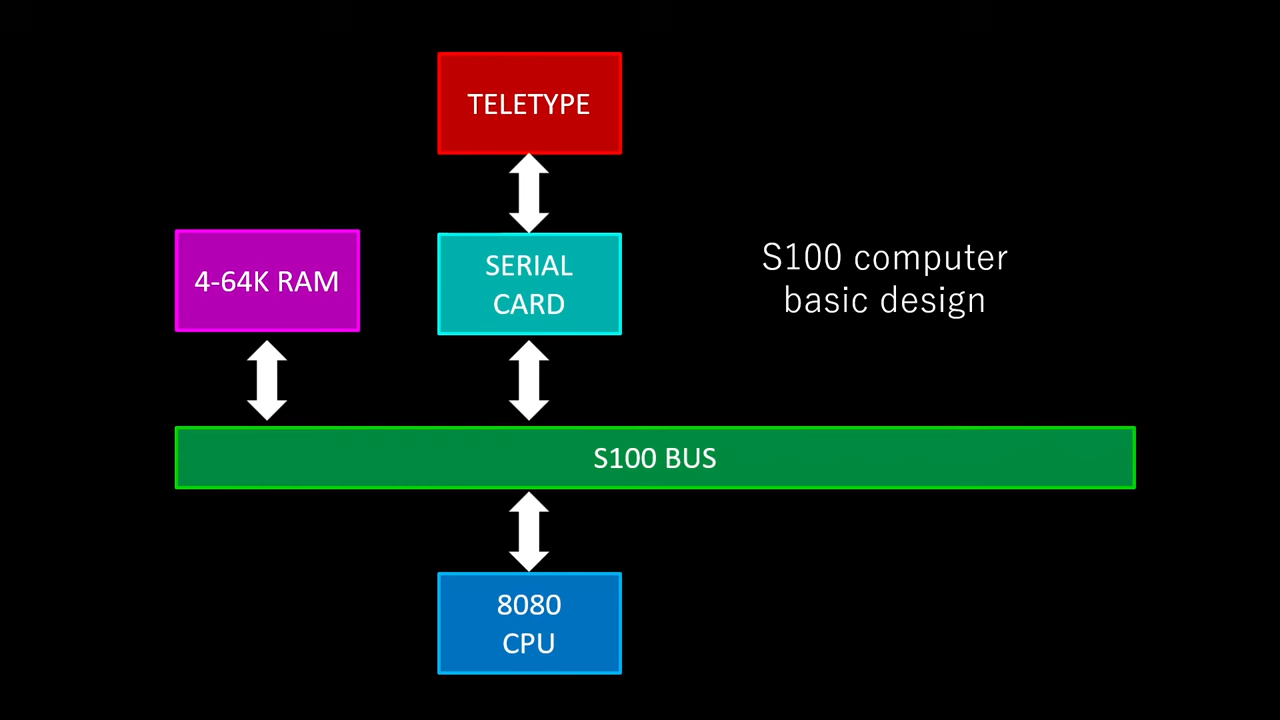 TELETYPE
4-64K RAM
SERIAL
CARD
S100 computer
basic design
S100 BUS
8080
CPU